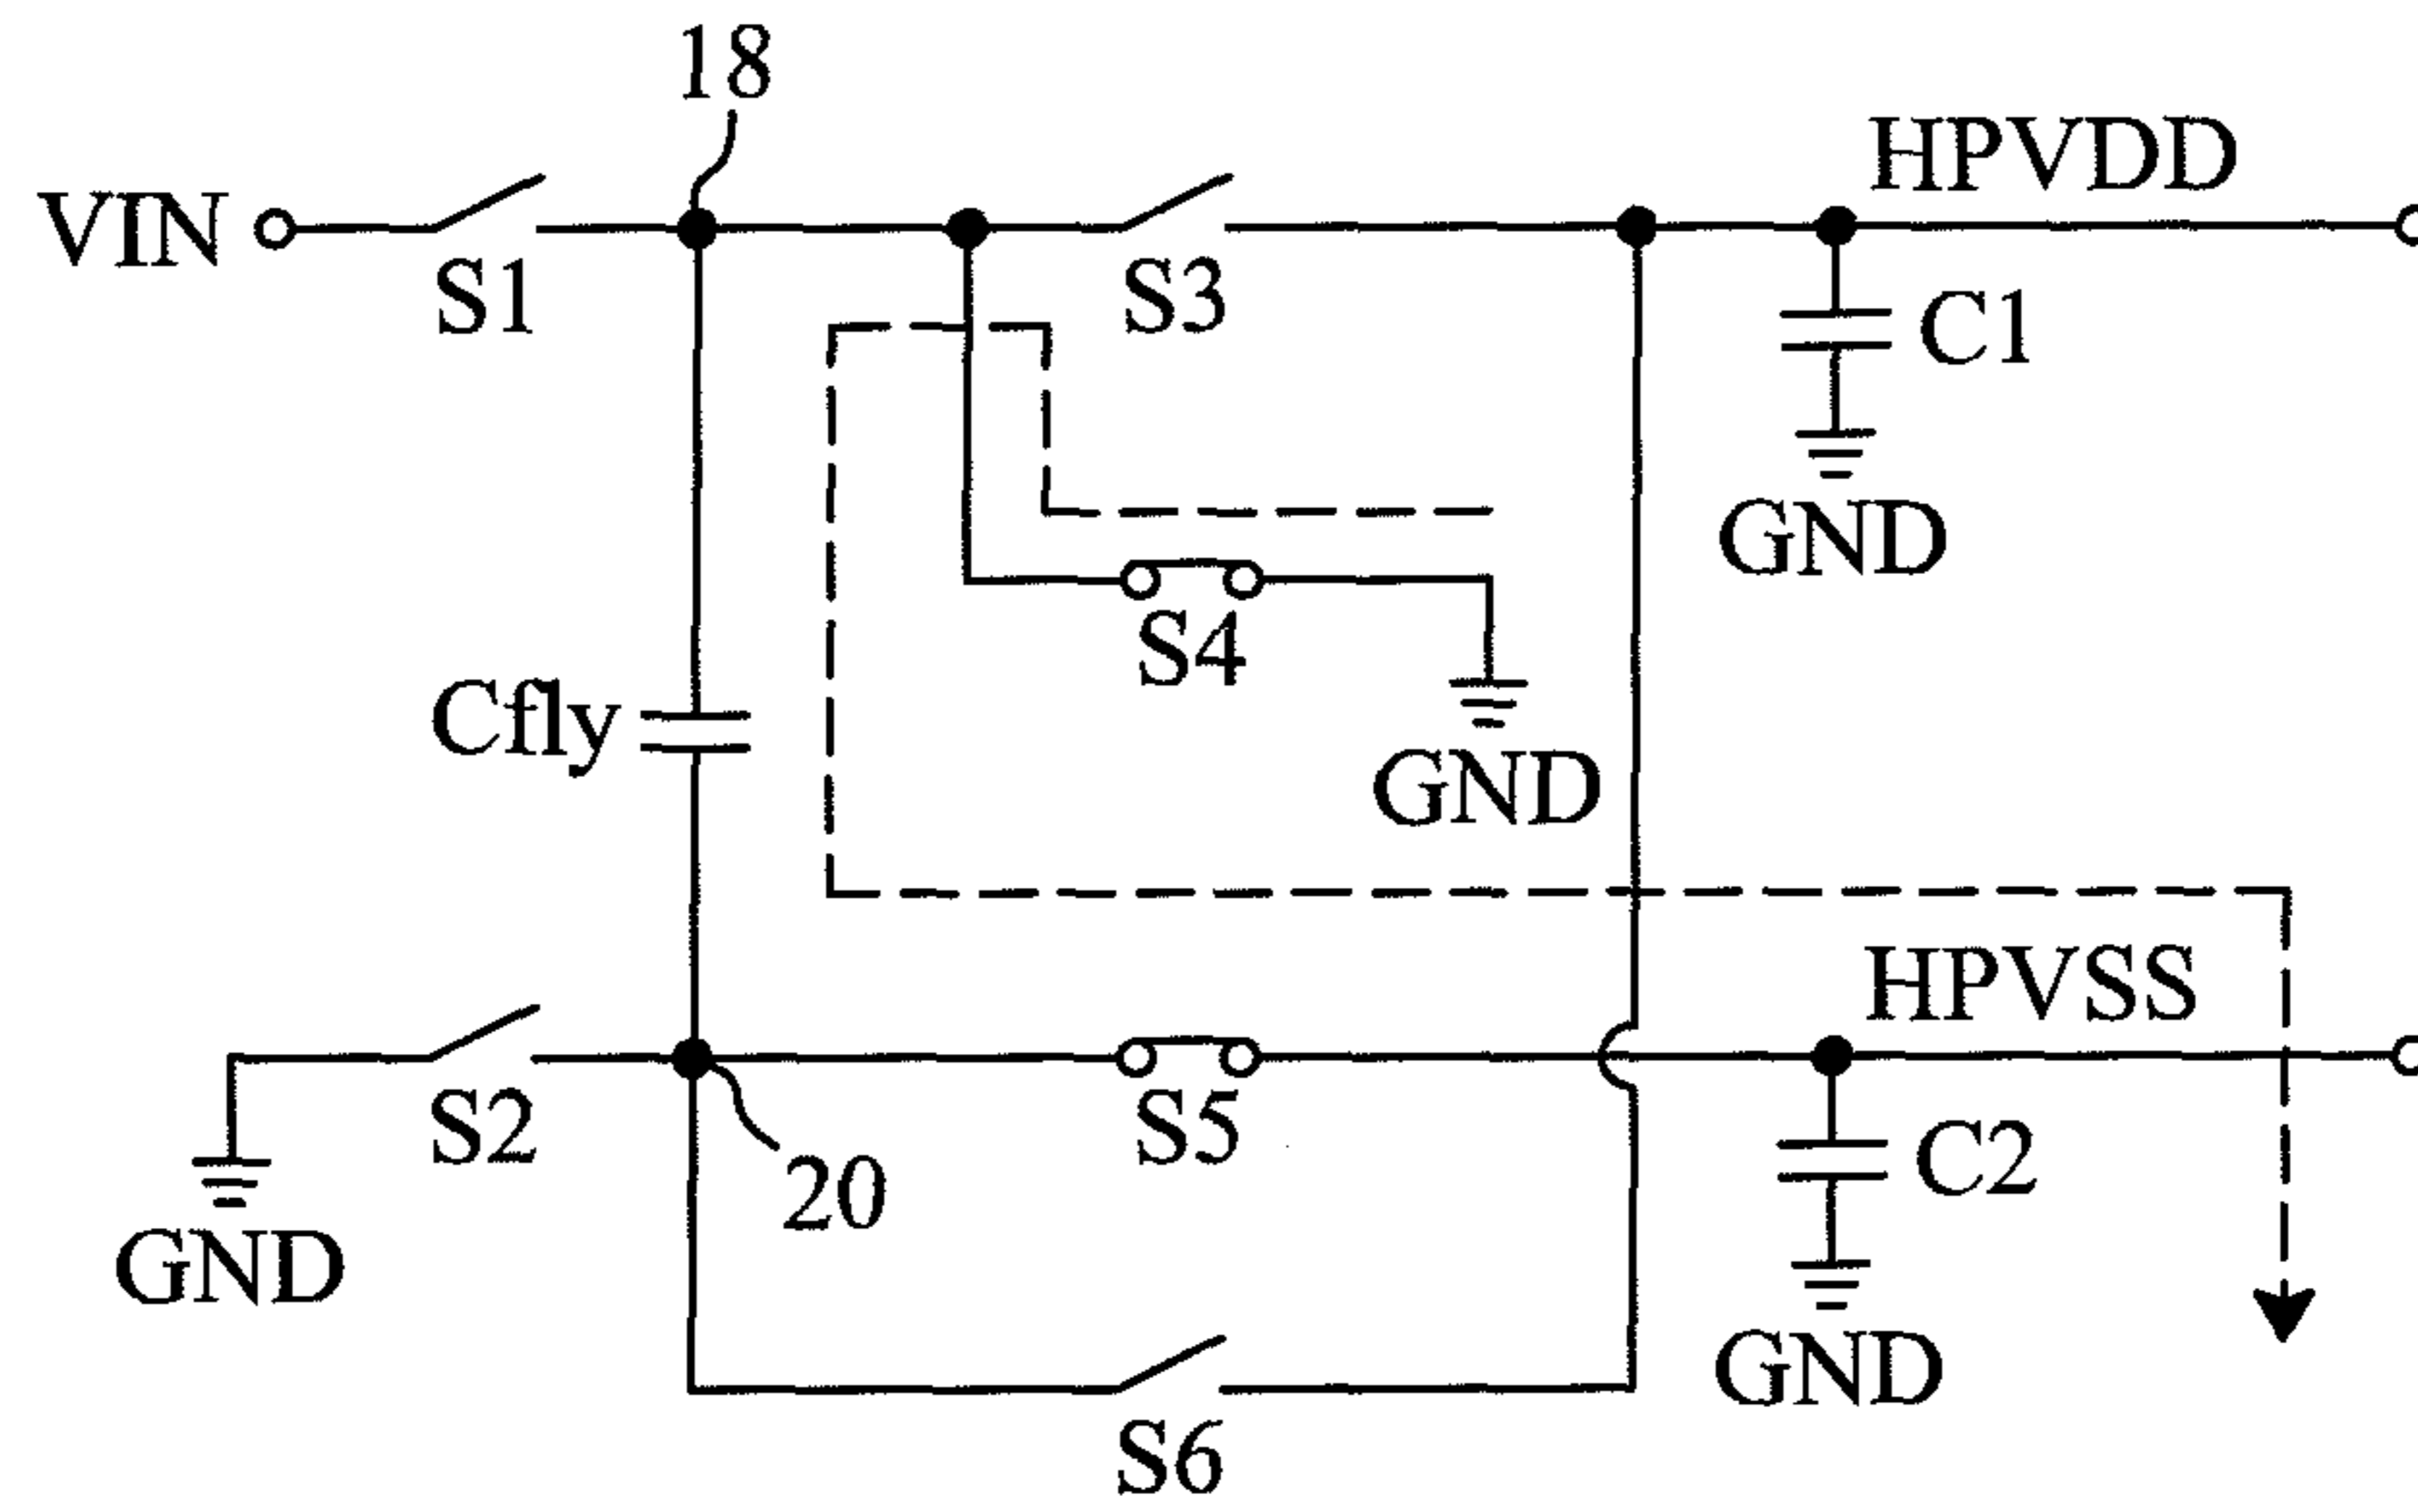 18
HPVDD
VIN
S1
S3
C1
GND
S4
Cfly
GND
HPVSS
S2
S5
C2
20
GND
GND
S6